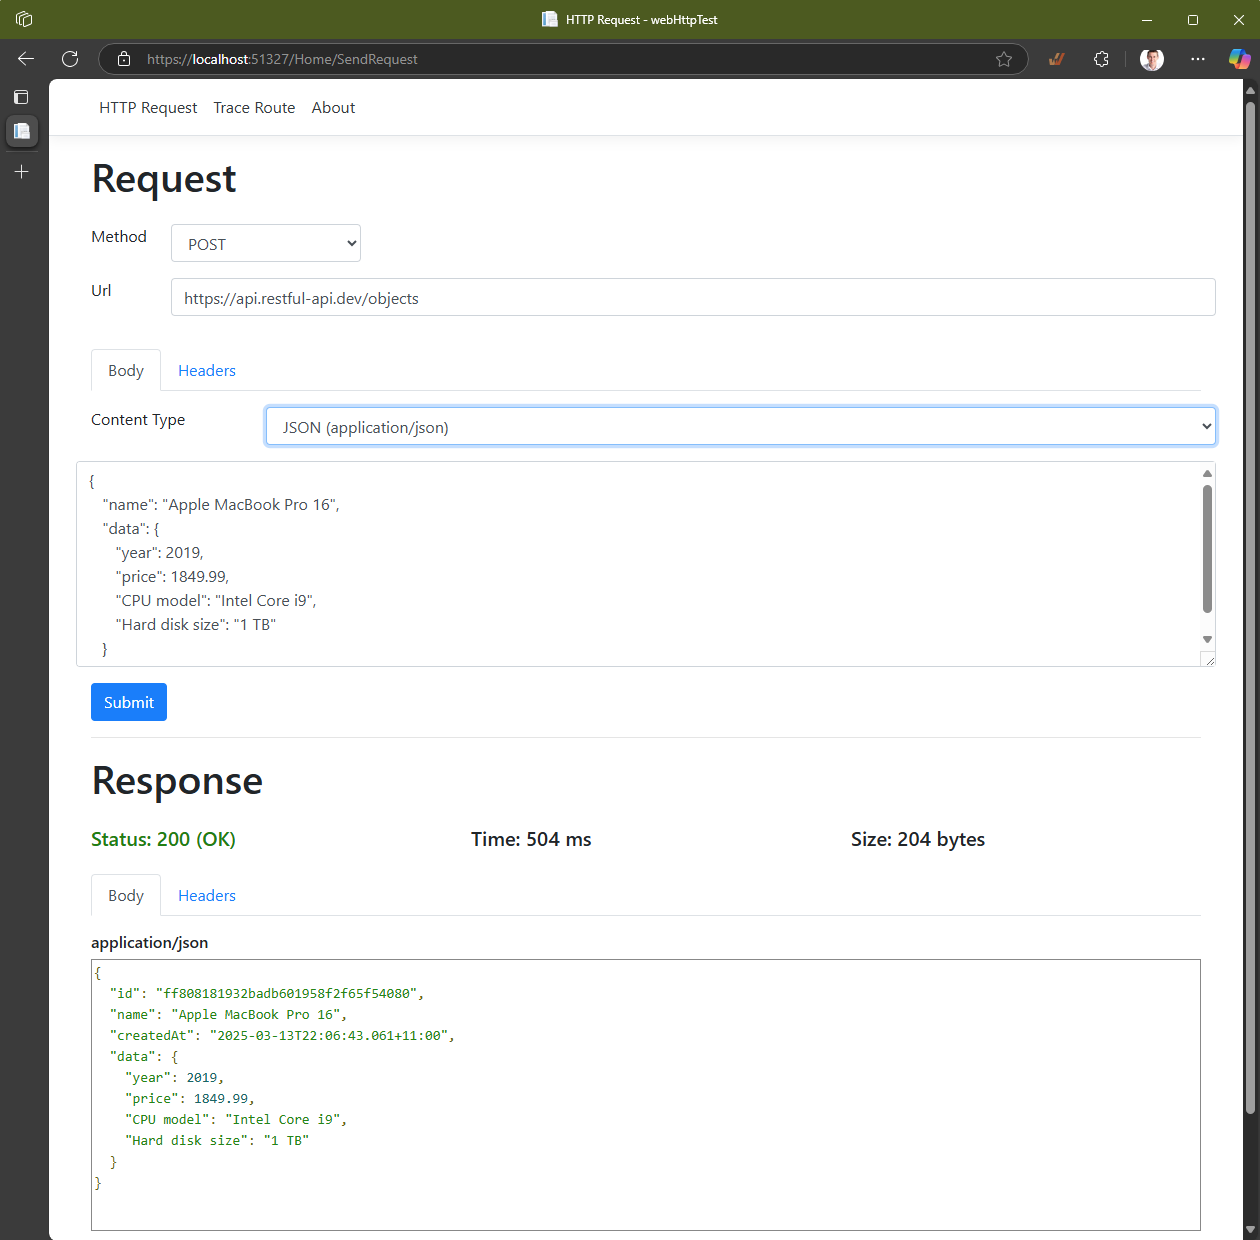 HTTP Request - webHttpTest
https://localhost:51327/Home/SendRequest
HTTP Request Trace Route About
Request
Method POST
Url https://api.restful-api.dev/objects
Body Headers
Content Type JSON (application/json)
{
"name": "Apple MacBook Pro 16",
"data": {
"year": 2019,
"price": 1849.99,
"CPU model": "Intel Core i9",
"Hard disk size": "1 TB"
}
Submit
Response
Status: 200 (OK) Time: 504 ms Size: 204 bytes
Body Headers
application/json
{
"id": "ff808181932badb601958f2f65f54080",
"name": "Apple MacBook Pro 16",
"createdAt": "2025-03-13T22:06:43.061+11:00",
"data": {
"year": 2019,
"price": 1849.99,
"CPU model": "Intel Core i9",
"Hard disk size": "1 TB"
}
}